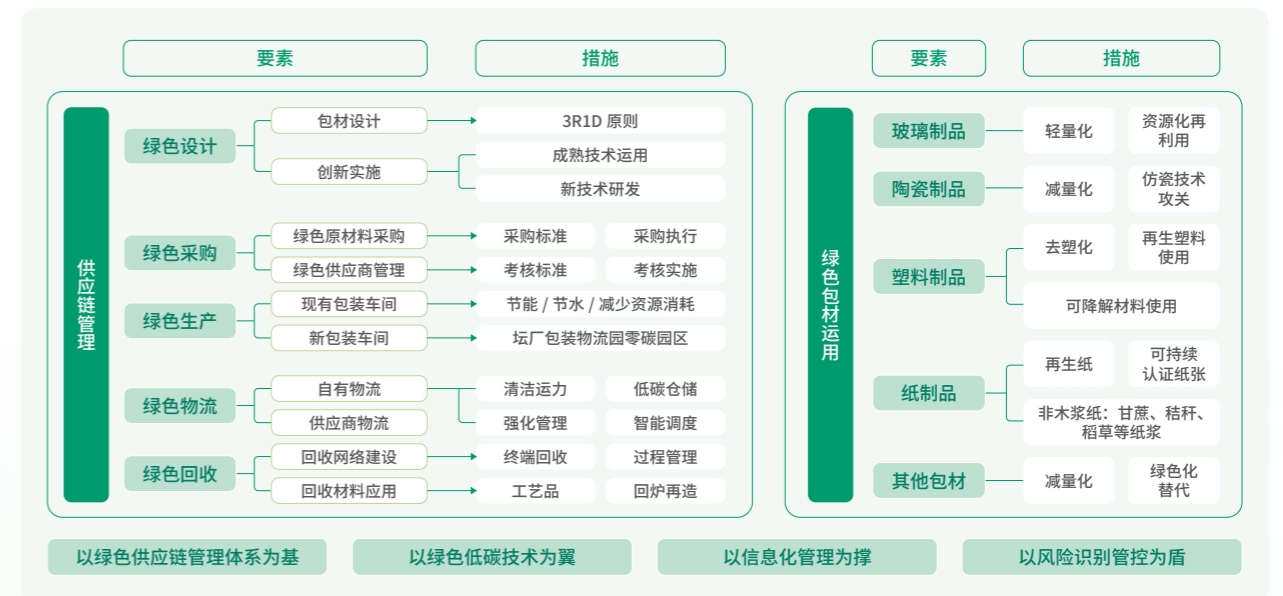 要素
措施
供应链管理
绿色设计
包材设计
3R1D 原则
创新实施
成熟技术运用
新技术研发
绿色采购
绿色原材料采购
采购标准
采购执行
绿色供应商管理
考核标准
考核实施
绿色生产
现有包装车间
节能 / 节水 / 减少资源消耗
新包装车间
坛厂包装物流园零碳园区
绿色物流
自有物流
清洁运力
低碳仓储
供应商物流
强化管理
智能调度
绿色回收
回收网络建设
终端回收
过程管理
回收材料应用
工艺品
回炉再造
要素
措施
绿色包材运用
玻璃制品
轻量化
资源化再
利用
陶瓷制品
减量化
仿瓷技术
攻关
塑料制品
去塑化
再生塑料
使用
可降解材料使用
纸制品
再生纸
可持续
认证纸张
非木浆纸：甘蔗、秸秆、
稻草等纸浆
其他包材
减量化
绿色化
替代
以绿色供应链管理体系为基
以绿色低碳技术为翼
以信息化管理为撑
以风险识别管控为盾